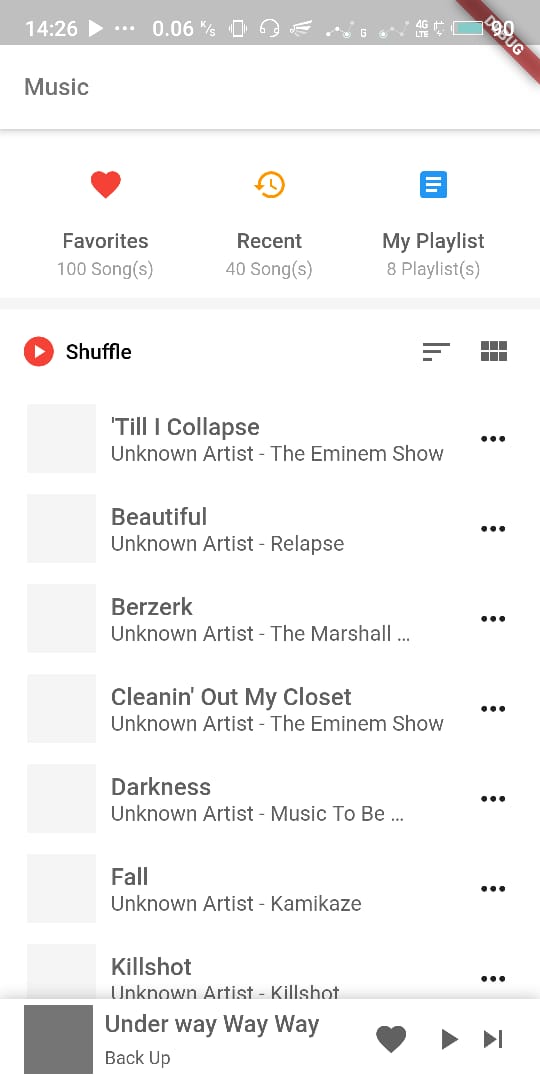 14:26 0.06 K/s G 4G LTE 90
DEBUG
Music
Favorites Recent My Playlist
100 Song(s) 40 Song(s) 8 Playlist(s)
Shuffle
'Till I Collapse
Unknown Artist - The Eminem Show
Beautiful
Unknown Artist - Relapse
Berzerk
Unknown Artist - The Marshall ...
Cleanin' Out My Closet
Unknown Artist - The Eminem Show
Darkness
Unknown Artist - Music To Be ...
Fall
Unknown Artist - Kamikaze
Killshot
Unknown Artist - Killshot
Under way Way Way
Back Up